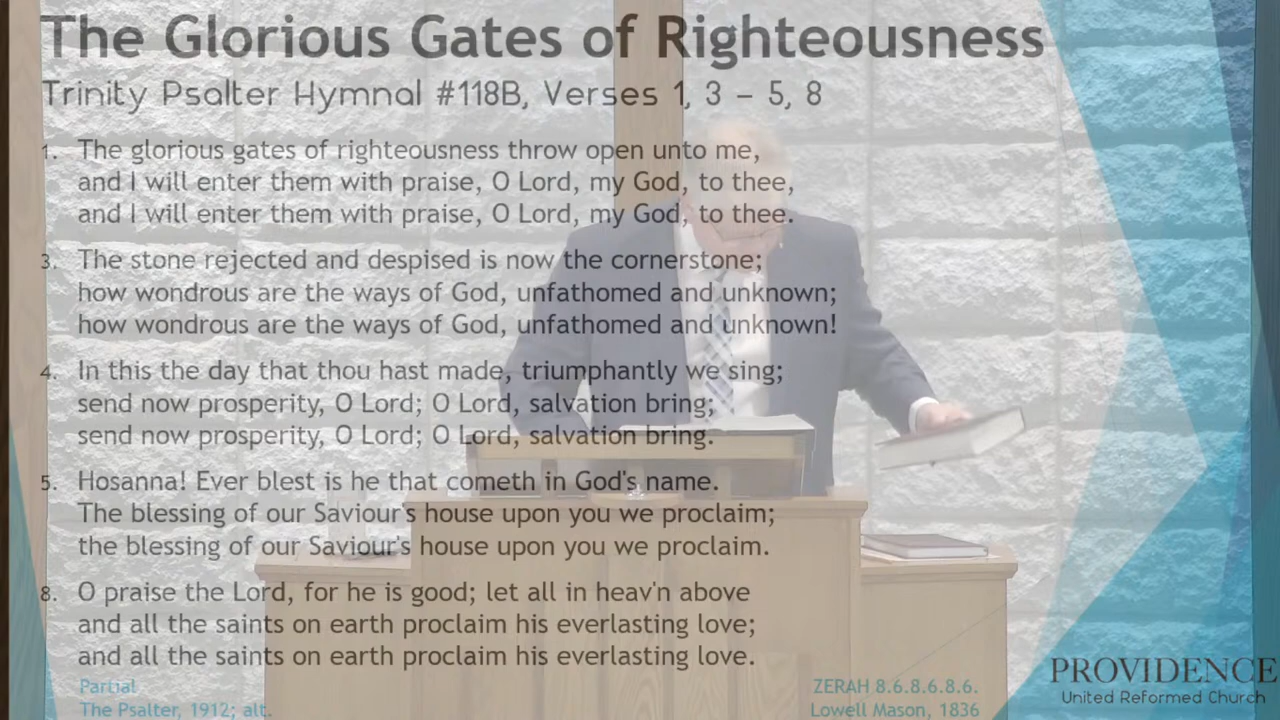 The Glorious Gates of Righteousness
Trinity Psalter Hymnal #118B, Verses 1, 3 – 5, 8
1. The glorious gates of righteousness throw open unto me,
and I will enter them with praise, O Lord, my God, to thee,
and I will enter them with praise, O Lord, my God, to thee.
3. The stone rejected and despised is now the cornerstone;
how wondrous are the ways of God, unfathomed and unknown;
how wondrous are the ways of God, unfathomed and unknown!
4. In this the day that thou hast made, triumphantly we sing;
send now prosperity, O Lord; O Lord, salvation bring;
send now prosperity, O Lord; O Lord, salvation bring.
5. Hosanna! Ever blest is he that cometh in God's name.
The blessing of our Saviour's house upon you we proclaim;
the blessing of our Saviour's house upon you we proclaim.
8. O praise the Lord, for he is good; let all in heav'n above
and all the saints on earth proclaim his everlasting love;
and all the saints on earth proclaim his everlasting love.
Partial
The Psalter, 1912; alt.
ZERAH 8.6.8.6.8.6.
Lowell Mason, 1836
PROVIDENCE
United Reformed Church